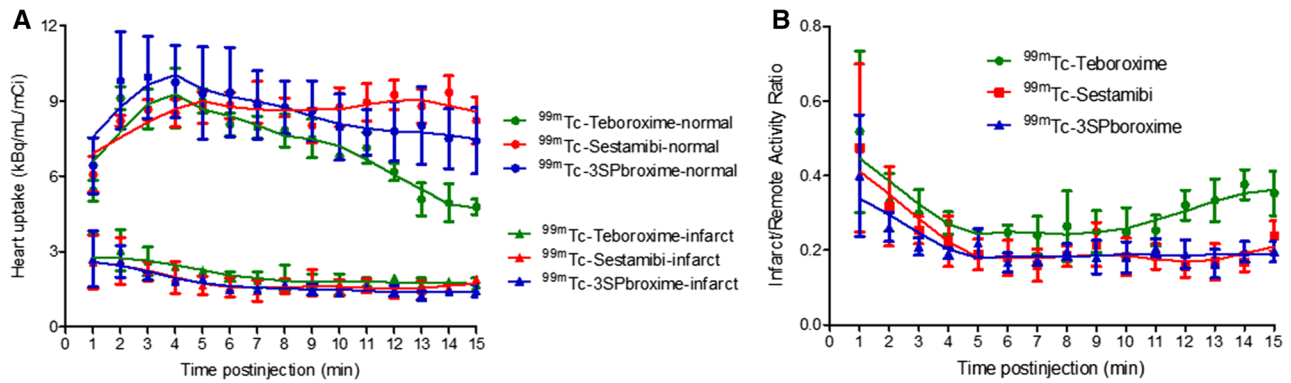 A
B
Heart uptake (kBq/mL/mCi)
12
9
6
3
0
0 1 2 3 4 5 6 7 8 9 10 11 12 13 14 15
Time postinjection (min)
99mTc-Teboroxime-normal
99mTc-Sestamibi-normal
99mTc-3SPbroxime-normal
99mTc-Teboroxime-infarct
99mTc-Sestamibi-infarct
99mTc-3SPbroxime-infarct
Infarct/Remote Activity Ratio
0.8
0.6
0.4
0.2
0.0
0 1 2 3 4 5 6 7 8 9 10 11 12 13 14 15
Time postinjection (min)
99mTc-Teboroxime
99mTc-Sestamibi
99mTc-3SPboroxime